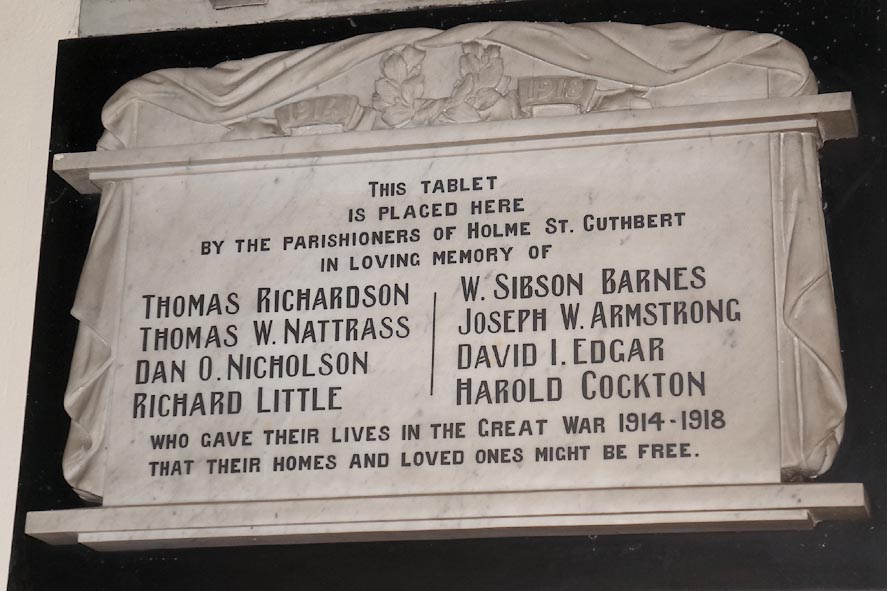 1914 1918
THIS TABLET
IS PLACED HERE
BY THE PARISHIONERS OF HOLME ST. CUTHBERT
IN LOVING MEMORY OF
THOMAS RICHARDSON
THOMAS W. NATTRASS
DAN O. NICHOLSON
RICHARD LITTLE
W. SIBSON BARNES
JOSEPH W. ARMSTRONG
DAVID I. EDGAR
HAROLD COCKTON
WHO GAVE THEIR LIVES IN THE GREAT WAR 1914-1918
THAT THEIR HOMES AND LOVED ONES MIGHT BE FREE.